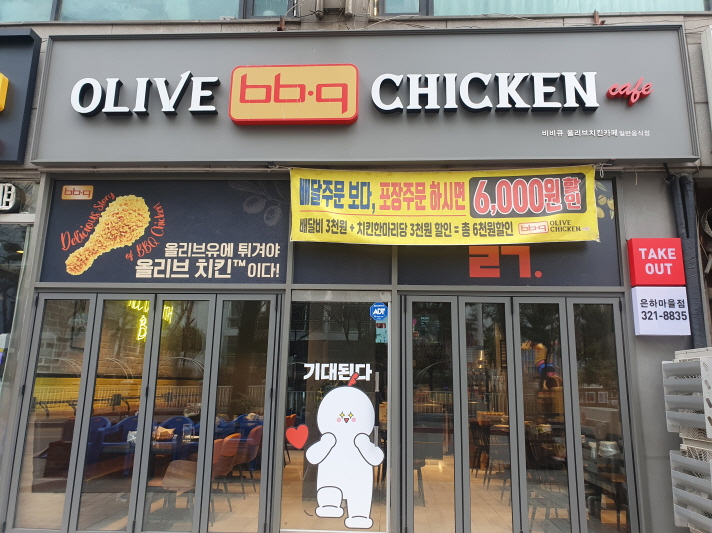 OLIVE bb.q CHICKEN cafe
비비큐 올리브치킨카페 일반음식점
bb.q
Delicious Story
of BBQ Chicken
올리브유에 튀겨야
올리브 치킨™이다!
배달주문 보다, 포장주문 하시면 6,000원 할인
배달비 3천원 + 치킨한마리당 3천원 할인 = 총 6천원할인 bb.q OLIVE CHICKEN
TAKE
OUT
은하마을점
321-8835
ADT
기대된다